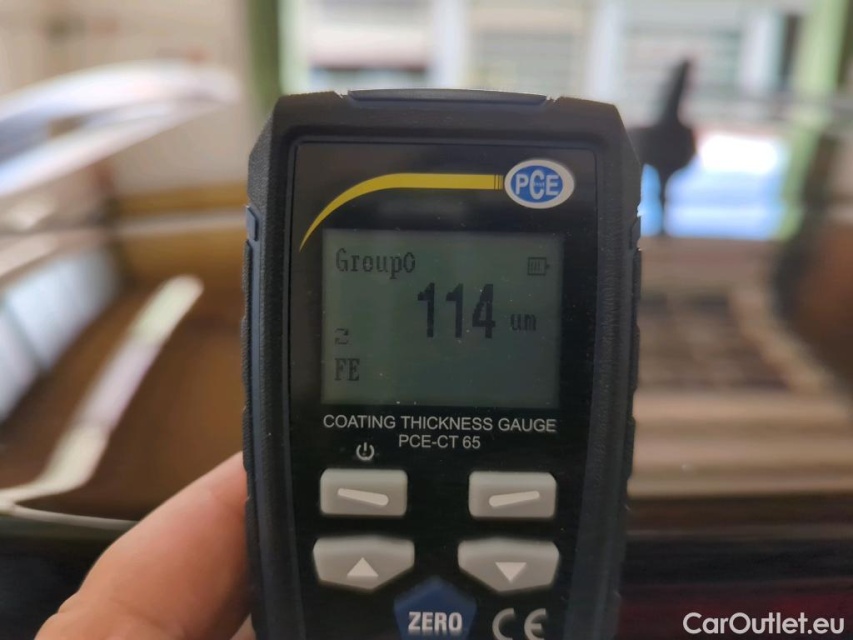 PCE
Group0
114 um
FE
COATING THICKNESS GAUGE
PCE-CT 65
ZERO
CE
CarOutlet.eu